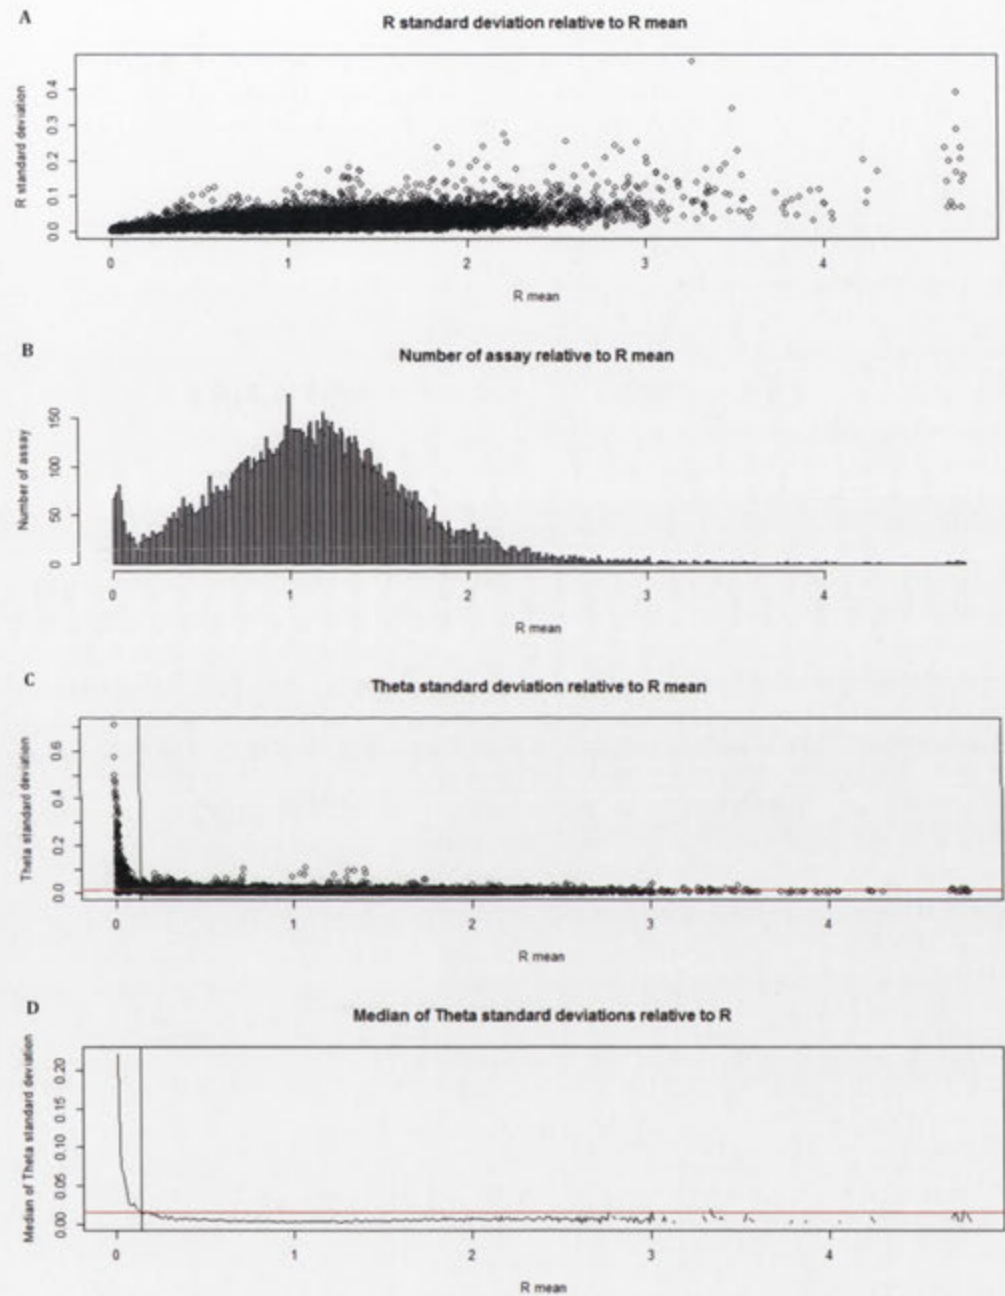 A
R standard deviation relative to R mean
R standard deviation
0.0 0.1 0.2 0.3 0.4
0 1 2 3 4
R mean
B
Number of assay relative to R mean
Number of assay
0 50 100 150
0 1 2 3 4
R mean
C
Theta standard deviation relative to R mean
Theta standard deviation
0.0 0.2 0.4 0.6
0 1 2 3 4
R mean
D
Median of Theta standard deviations relative to R
Median of Theta standard deviation
0.00 0.05 0.10 0.15 0.20
0 1 2 3 4
R mean